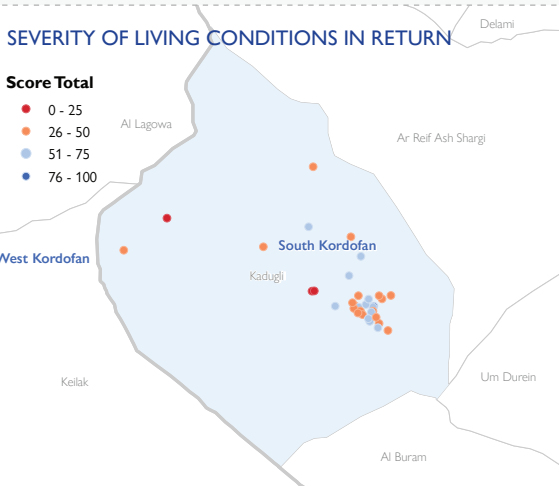 Delami
SEVERITY OF LIVING CONDITIONS IN RETURN
Score Total
0 - 25
26 - 50
51 - 75
76 - 100
Al Lagowa
Ar Reif Ash Shargi
South Kordofan
West Kordofan
Kadugli
Keilak
Um Durein
Al Buram